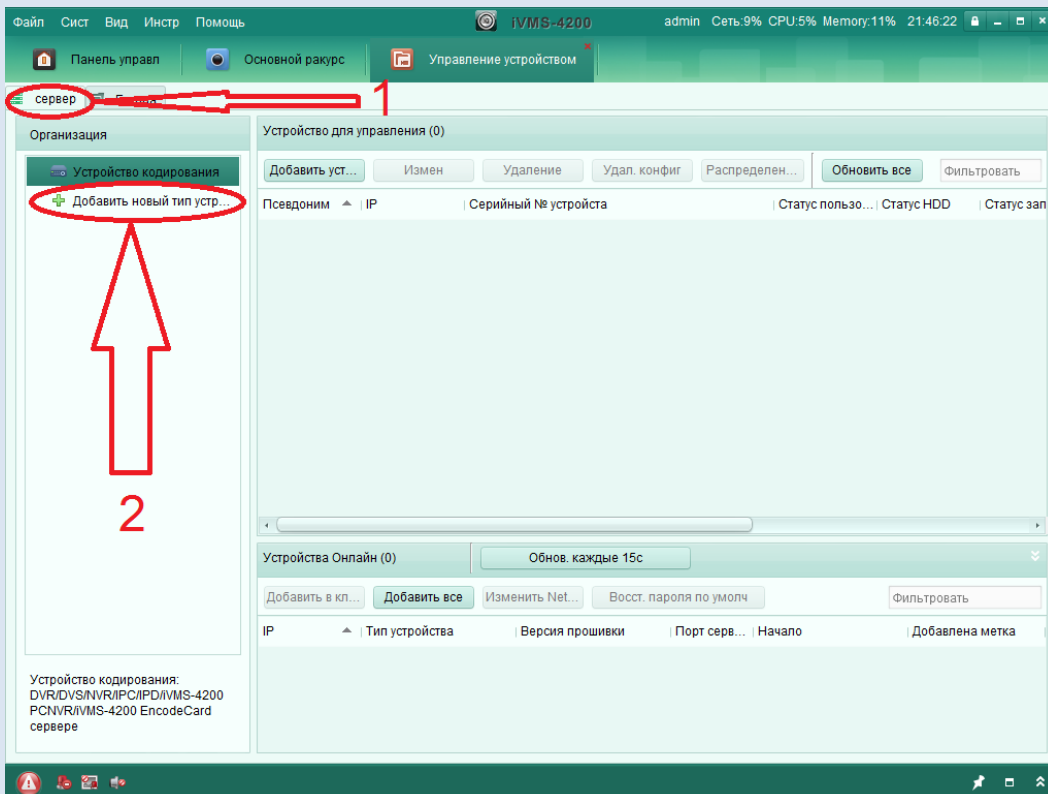 Файл Сист Вид Инстр Помощь iVMS-4200 admin Сеть:9% CPU:5% Memory:11% 21:46:22
Панель управл Основной ракурс Управление устройством
сервер 1
Организация Устройство для управления (0)
Устройство кодирования Добавить уст... Измен Удаление Удал. конфиг Распределен... Обновить все Фильтровать
Добавить новый тип устр... Псевдоним IP Серийный № устройста Статус пользо... Статус HDD Статус зап
2
Устройства Онлайн (0) Обнов. каждые 15с
Добавить в кл... Добавить все Изменить Net... Восст. пароля по умолч Фильтровать
IP Тип устройства Версия прошивки Порт серв... Начало Добавлена метка
Устройство кодирования:
DVR/DVS/NVR/IPC/IPD/iVMS-4200
PCNVR/iVMS-4200 EncodeCard
сервере